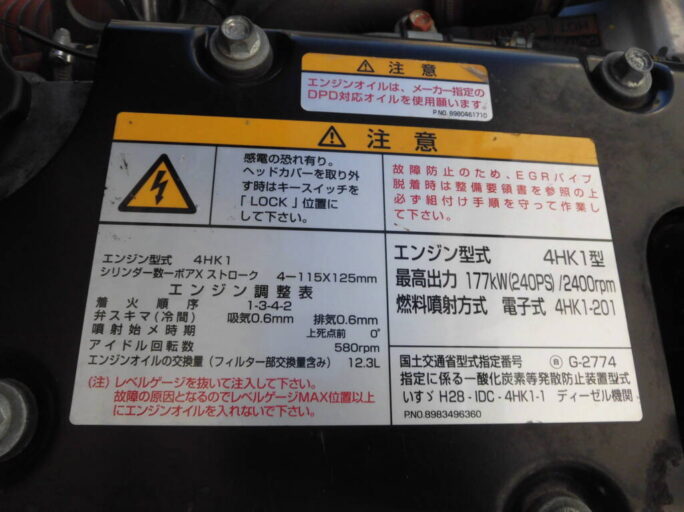 ⚠ 注意
エンジンオイルは、メーカー指定の
DPD対応オイルを使用願います。
P.NO. 8980461710
⚠ 注意
感電の恐れ有り。
ヘッドカバーを取り外
す時はキースイッチを
「LOCK」位置に
して下さい。
故障防止のため、EGRパイプ
脱着時は整備要領書を参照の上
必ず組付け手順を守って作業し
て下さい。
エンジン型式 4HK1
シリンダー数ーボアX ストローク 4-115X125mm
エンジン調整表
着火順序 1-3-4-2
弁スキマ(冷間) 吸気0.6mm 排気0.6mm
噴射始メ時期 上死点前 0°
アイドル回転数 580rpm
エンジンオイルの交換量(フィルター部交換量含み) 12.3L
(注)レベルゲージを抜いて注入して下さい。
故障の原因となるのでレベルゲージMAX位置以上
にエンジンオイルを入れないで下さい。
エンジン型式 4HK1型
最高出力 177kW(240PS)/2400rpm
燃料噴射方式 電子式 4HK1-201
国土交通省型式指定番号 G-2774
指定に係る一酸化炭素等発散防止装置型式
いすゞ H28-IDC-4HK1-1 ディーゼル機関
P.NO. 8983496360